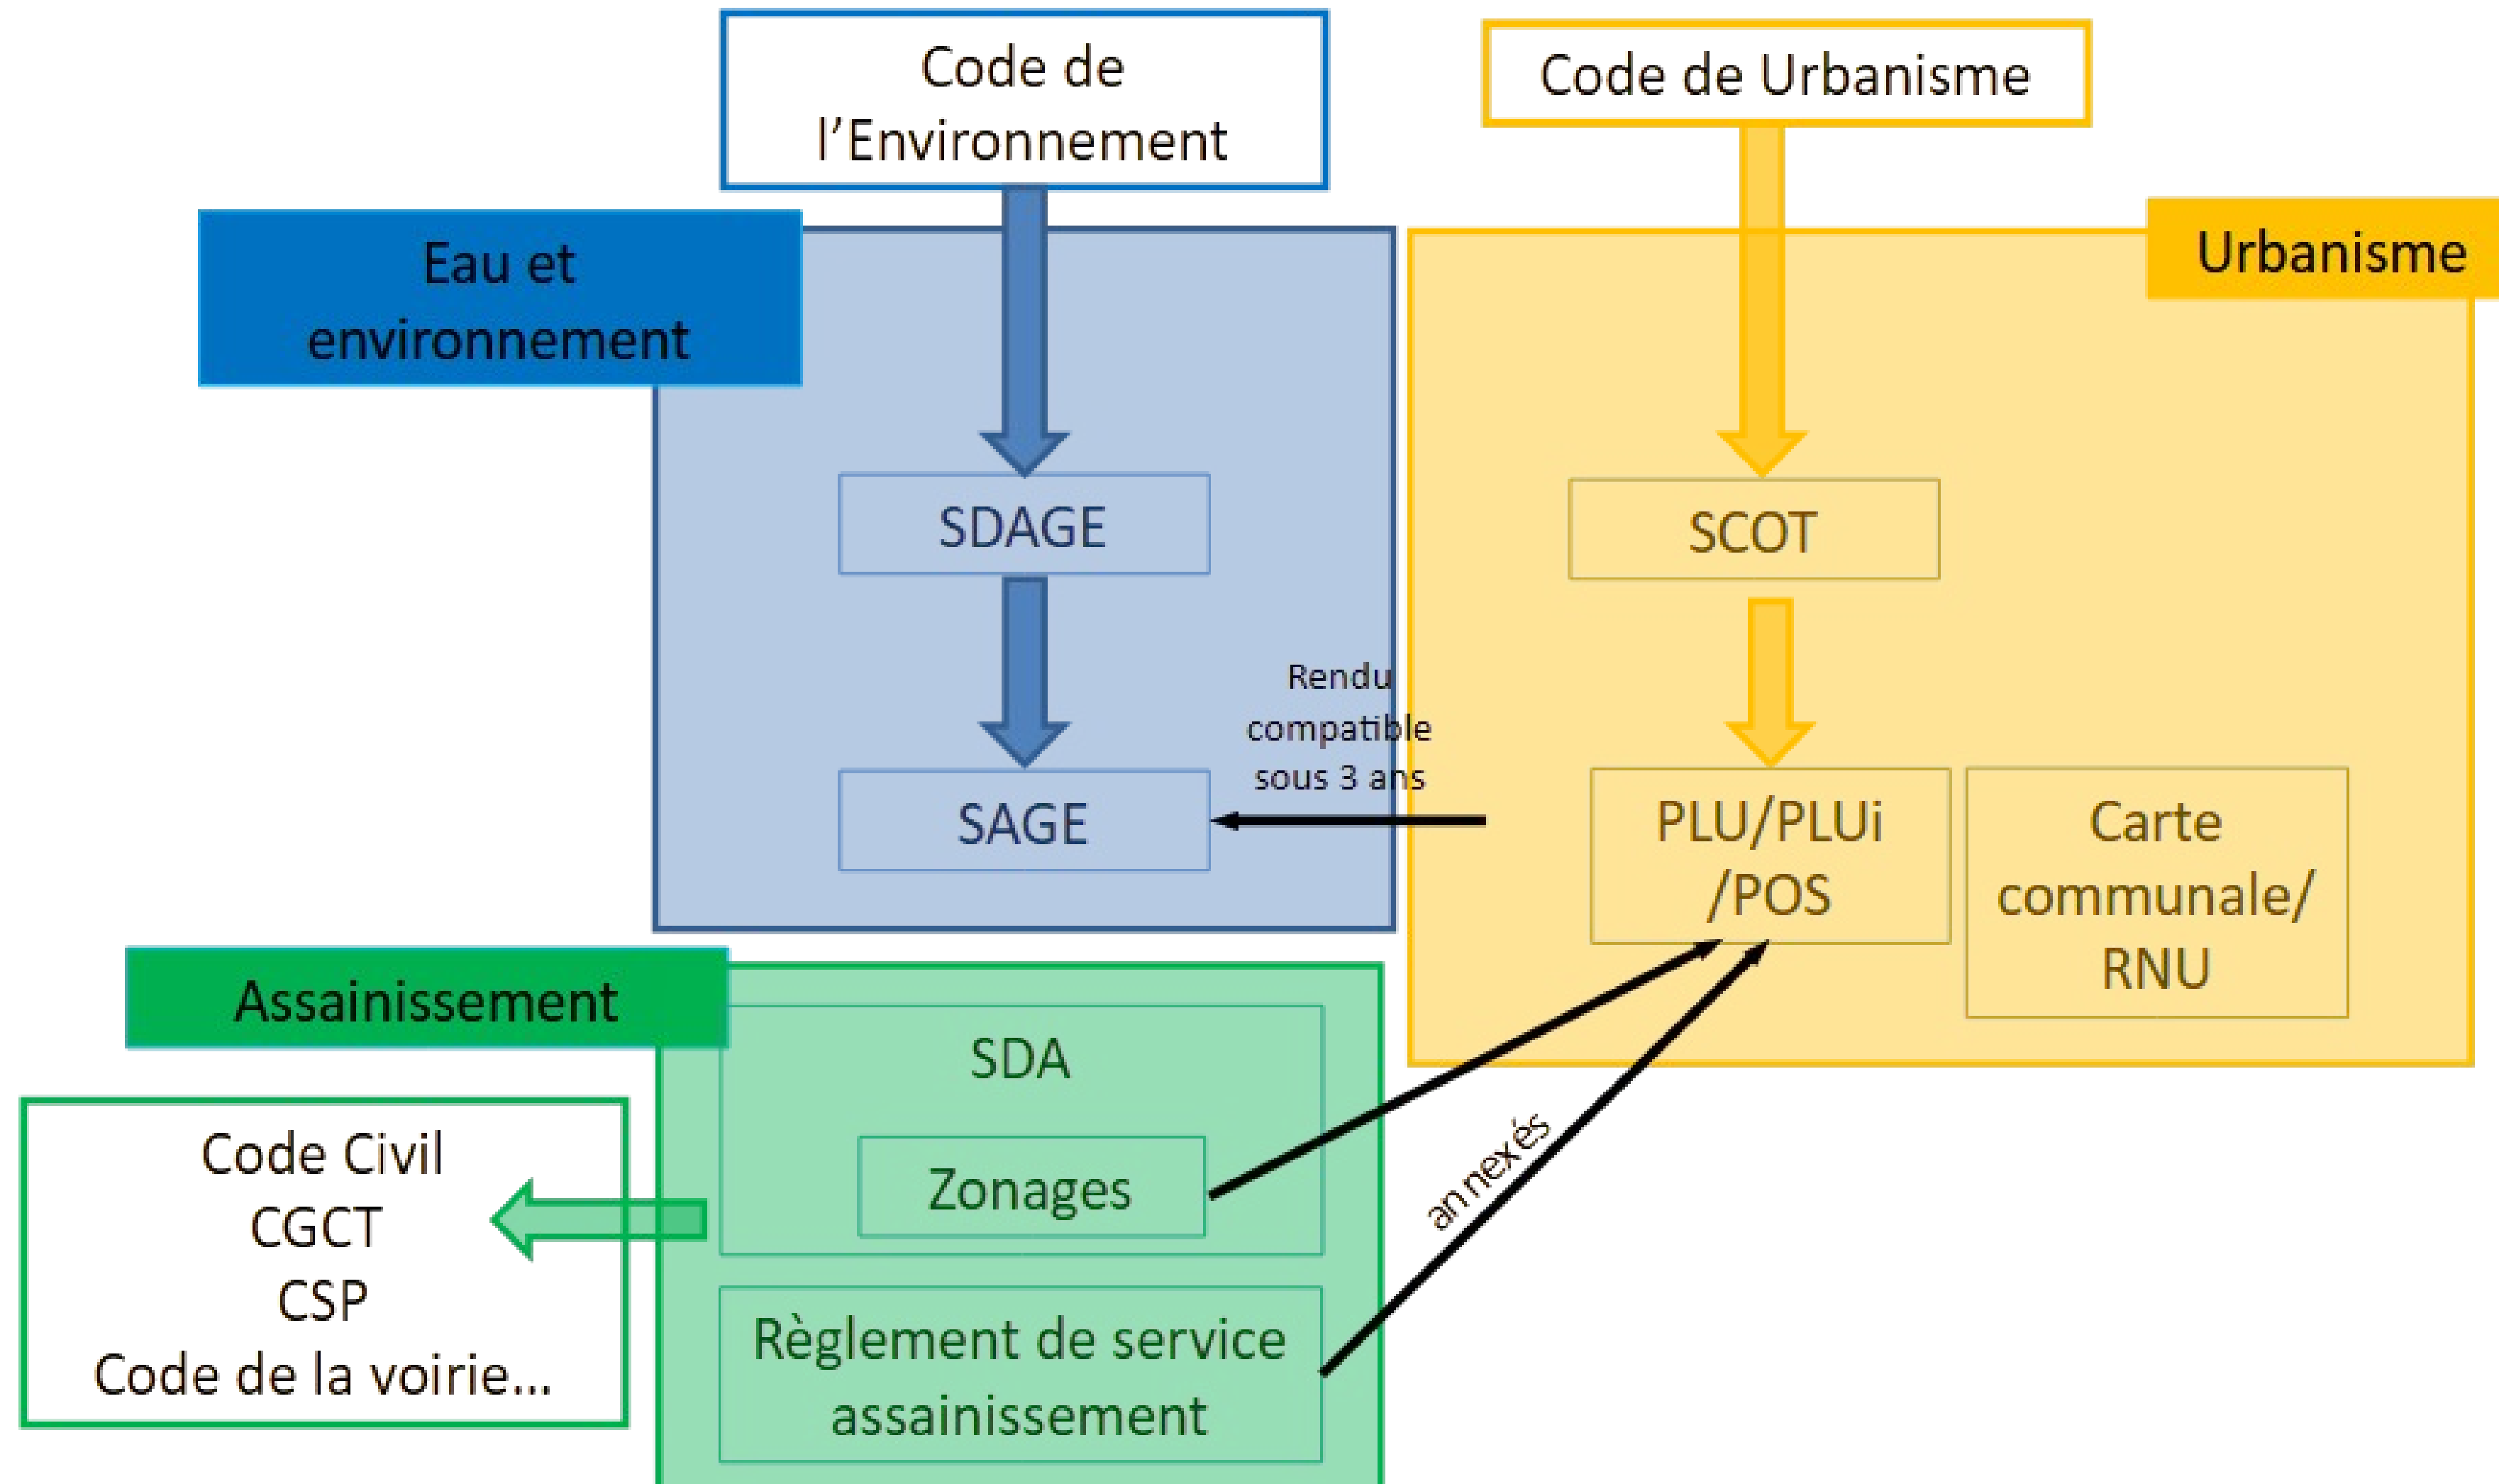 Code de
l’Environnement
Code de Urbanisme
Eau et
environnement
Urbanisme
SDAGE
SCOT
Rendu
compatible
sous 3 ans
SAGE
PLU/PLUi
/POS
Carte
communale/
RNU
Assainissement
SDA
Zonages
annexés
Code Civil
CGCT
CSP
Code de la voirie...
Règlement de service
assainissement